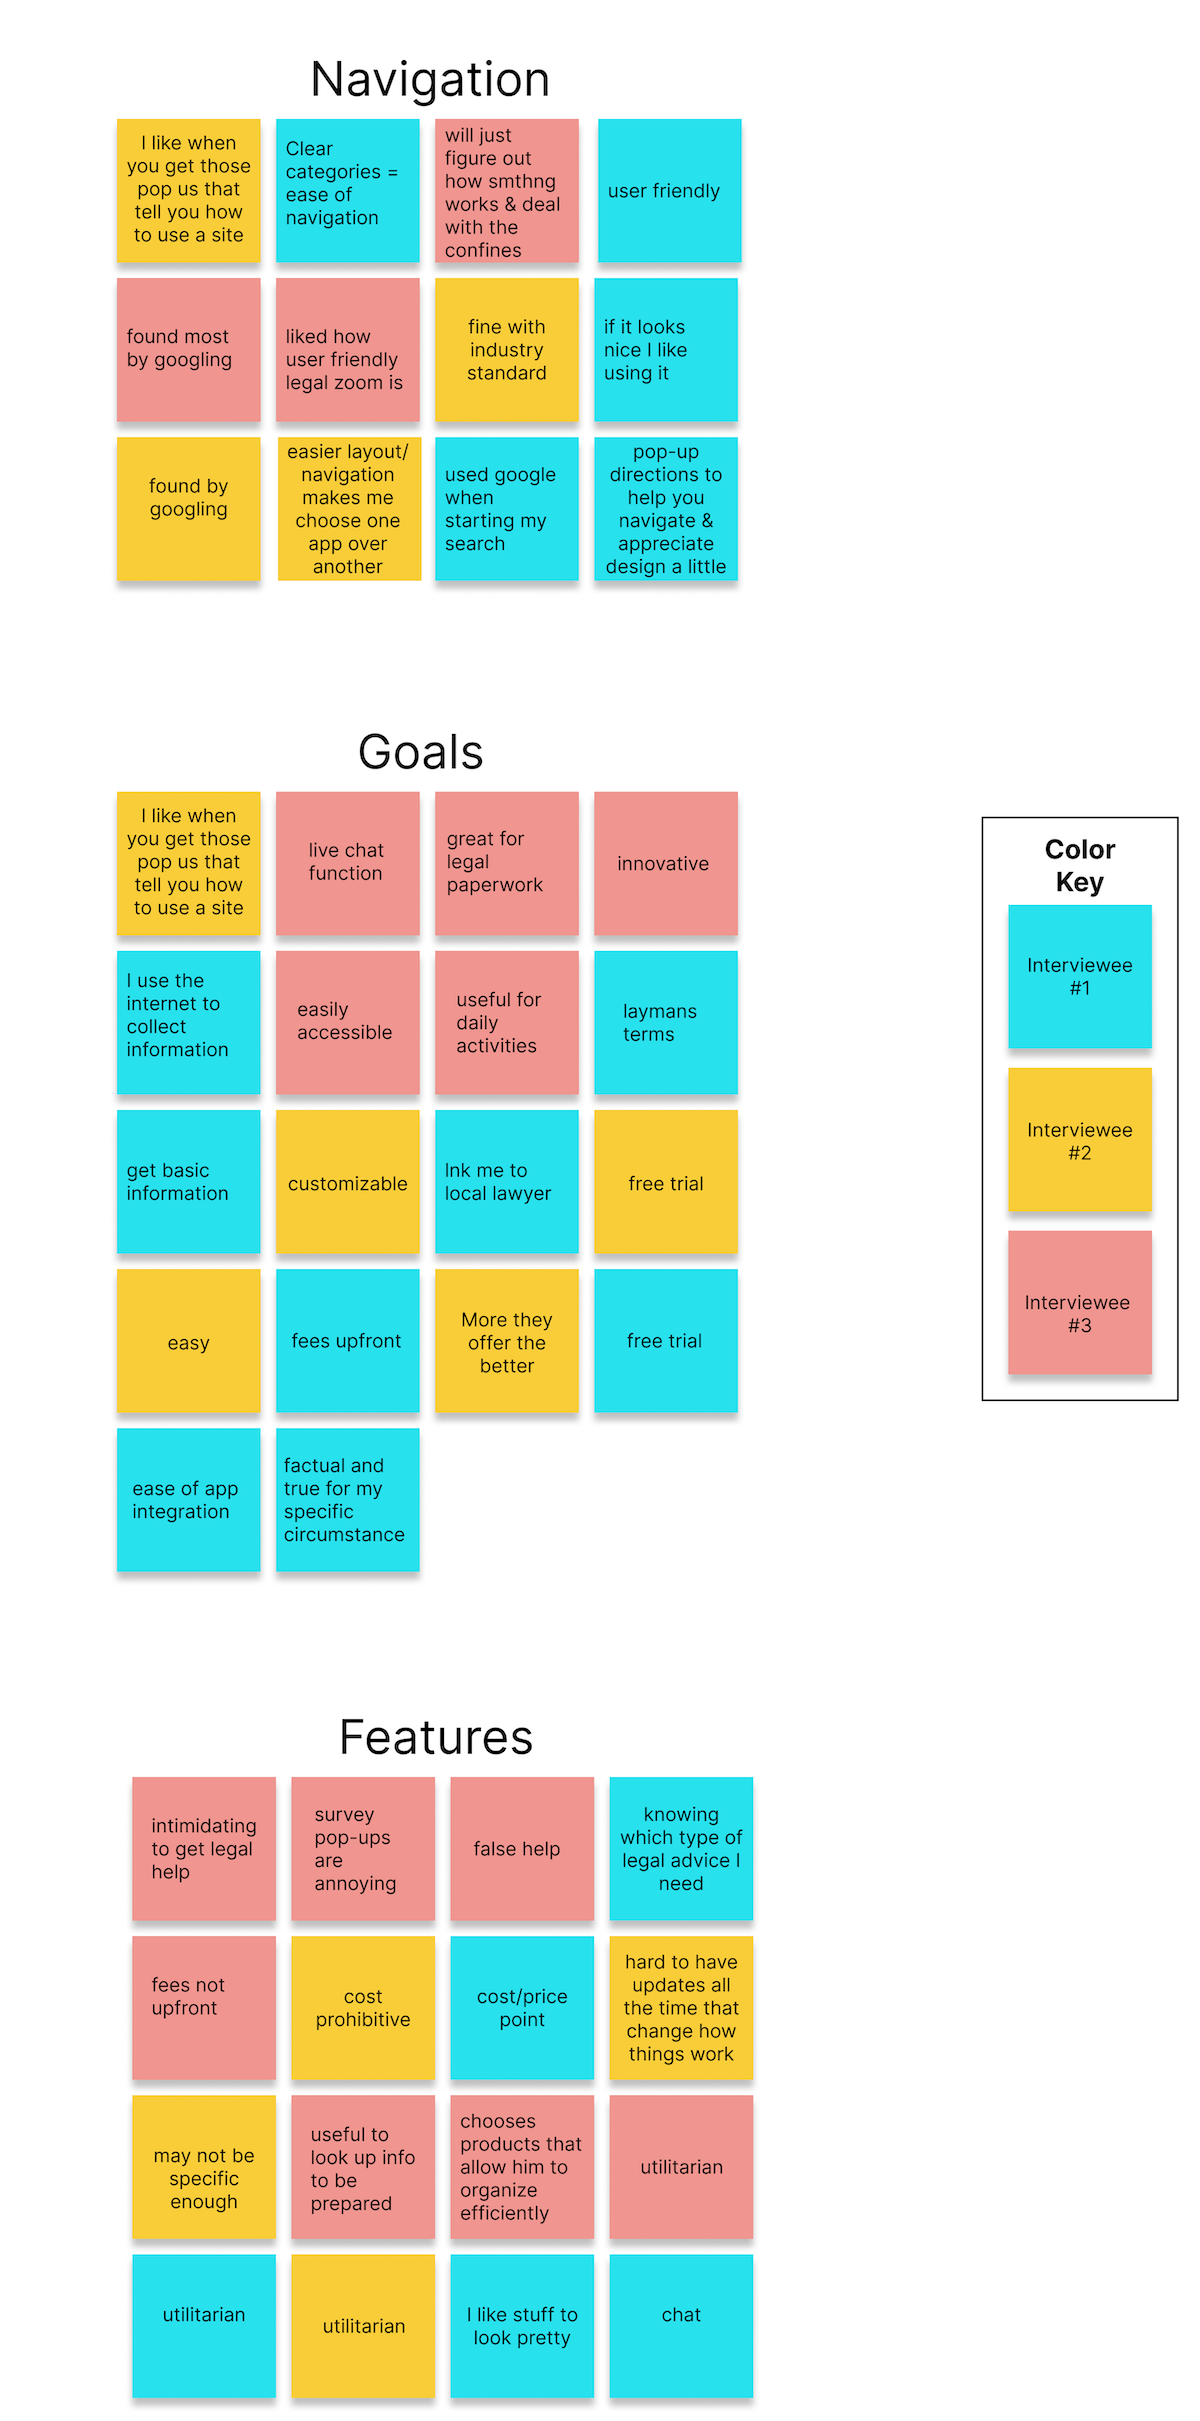 Navigation
I like when
you get those
pop us that
tell you how
to use a site
Clear
categories =
ease of
navigation
will just
figure out
how smthng
works & deal
with the
confines
user friendly
found most
by googling
liked how
user friendly
legal zoom is
fine with
industry
standard
if it looks
nice I like
using it
found by
googling
easier layout/
navigation
makes me
choose one
app over
another
used google
when
starting my
search
pop-up
directions to
help you
navigate &
appreciate
design a little
Goals
I like when
you get those
pop us that
tell you how
to use a site
live chat
function
great for
legal
paperwork
innovative
I use the
internet to
collect
information
easily
accessible
useful for
daily
activities
laymans
terms
get basic
information
customizable
lnk me to
local lawyer
free trial
easy
fees upfront
More they
offer the
better
free trial
ease of app
integration
factual and
true for my
specific
circumstance
Color
Key
Interviewee
#1
Interviewee
#2
Interviewee
#3
Features
intimidating
to get legal
help
survey
pop-ups
are
annoying
false help
knowing
which type of
legal advice I
need
fees not
upfront
cost
prohibitive
cost/price
point
hard to have
updates all
the time that
change how
things work
may not be
specific
enough
useful to
look up info
to be
prepared
chooses
products that
allow him to
organize
efficiently
utilitarian
utilitarian
utilitarian
I like stuff to
look pretty
chat